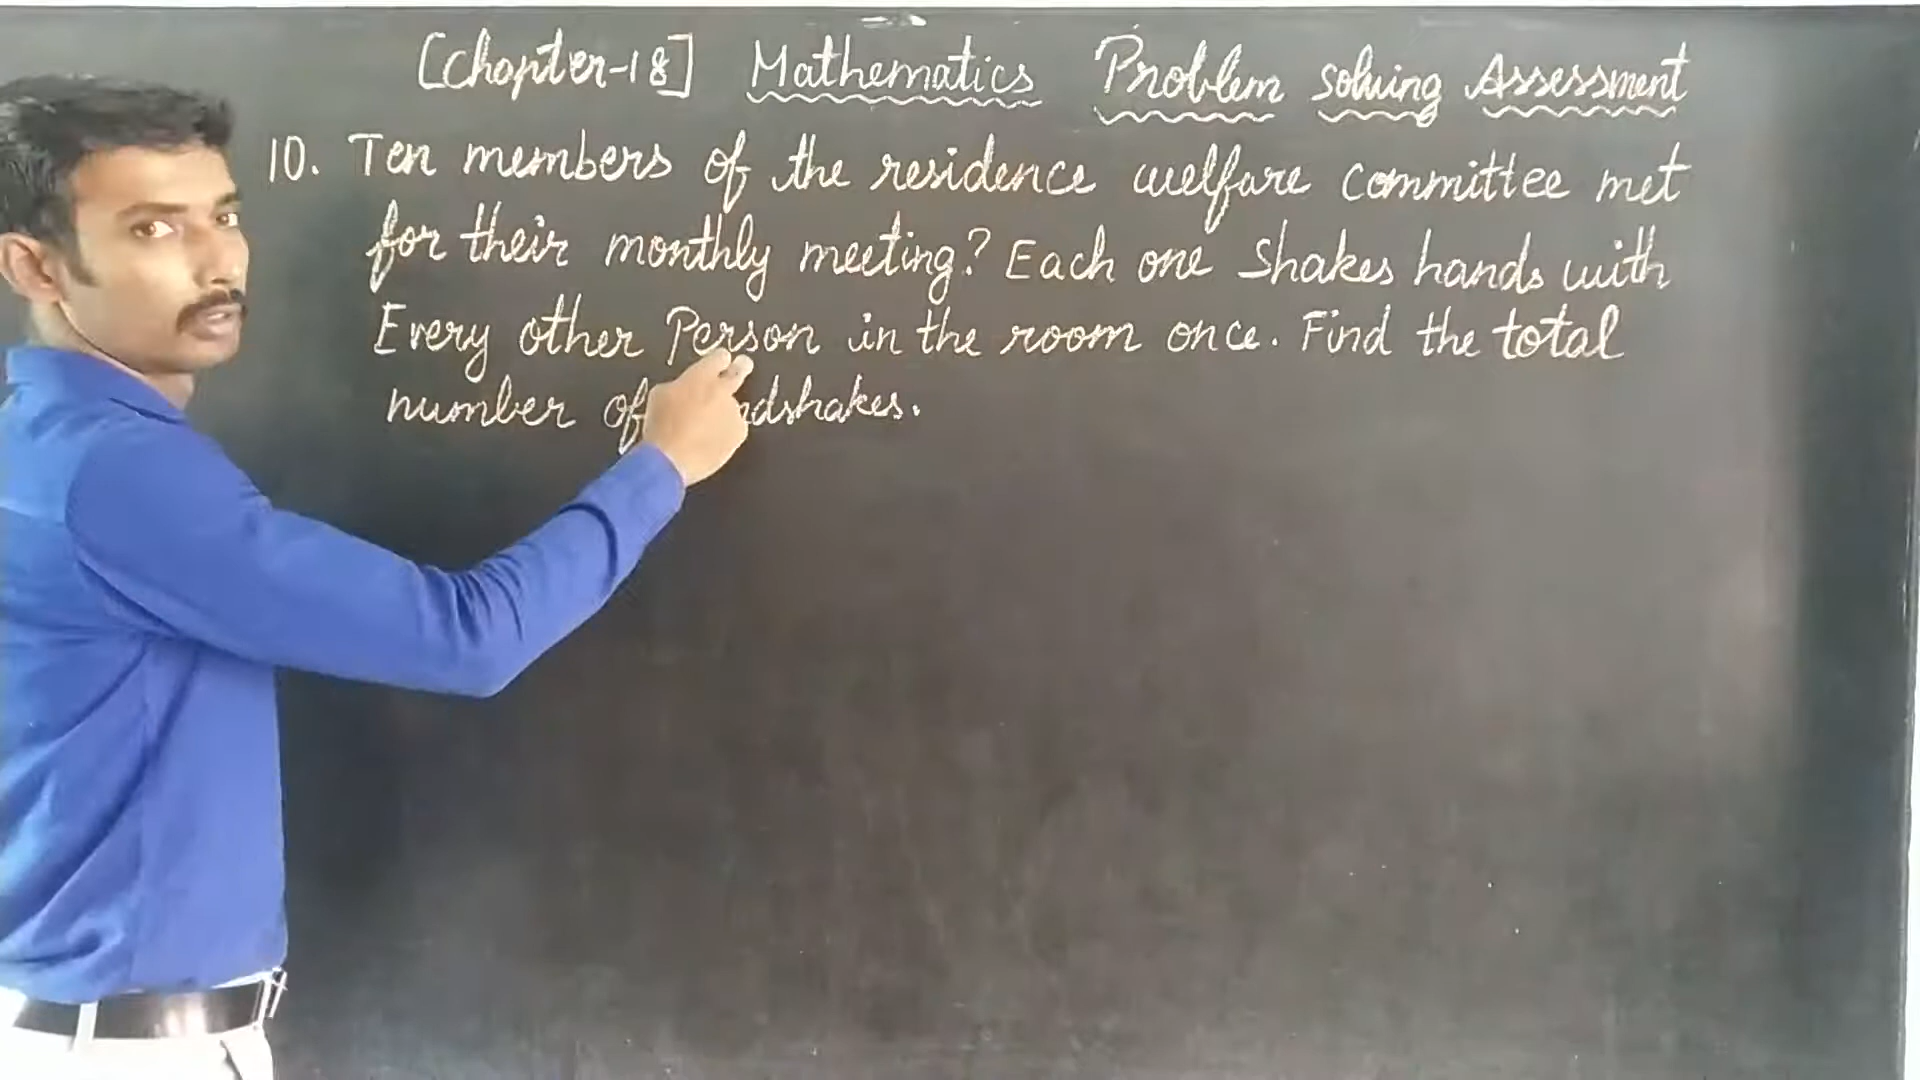 [Chapter-18] Mathematics Problem Solving Assessment
10. Ten members of the residence welfare committee met
for their monthly meeting? Each one Shakes hands with
Every other Person in the room once. Find the total
number of ndshakes.